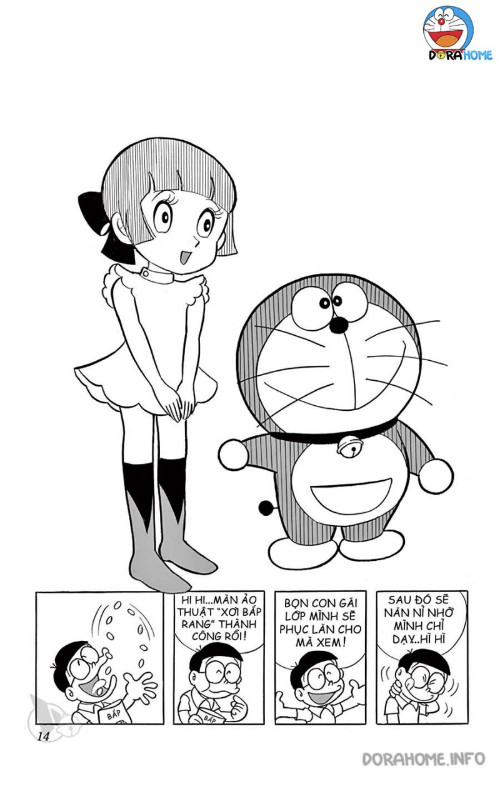 DORAHOME
BẮP
HI HI...MÀN ẢO
THUẬT "XƠI BẮP
RANG" THÀNH
CÔNG RỒI!
BẮP
BỌN CON GÁI
LỚP MÌNH SẼ
PHỤC LĂN CHO
MÀ XEM!
SAU ĐÓ SẼ
NĂN NỈ NHỜ
MÌNH CHỈ
DẠY..HÌ HÌ
14
DORAHOME.INFO